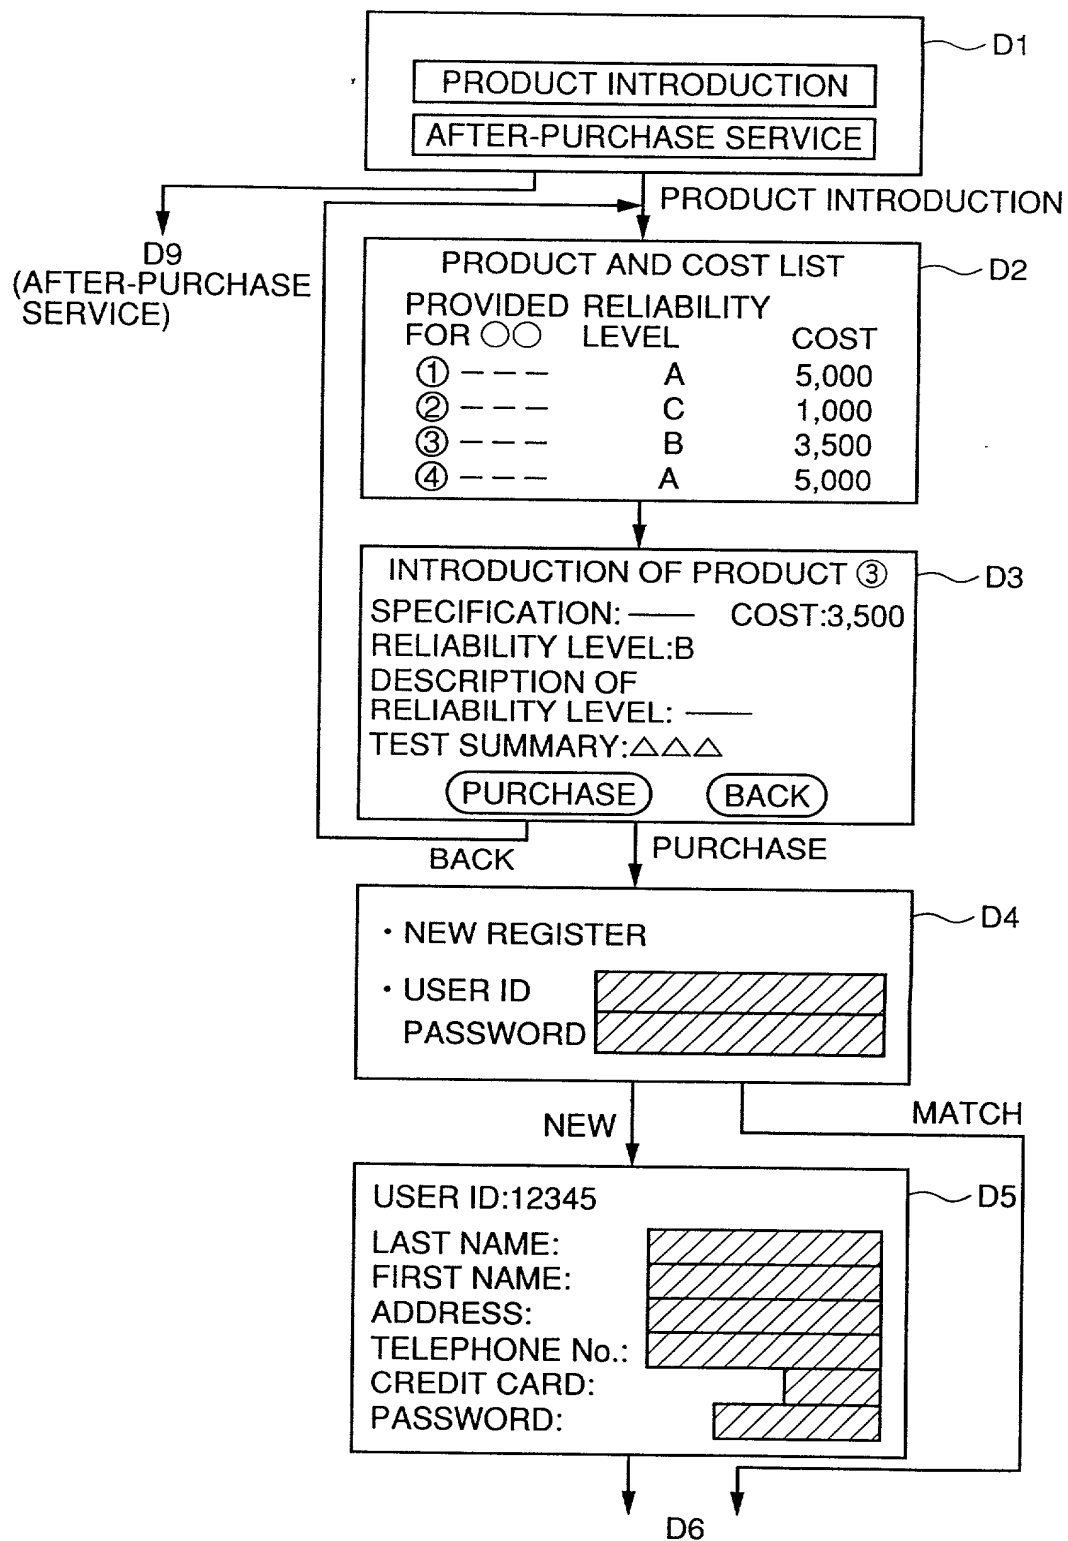 D1
PRODUCT INTRODUCTION
AFTER-PURCHASE SERVICE
PRODUCT INTRODUCTION
D9
(AFTER-PURCHASE
SERVICE)
D2
PRODUCT AND COST LIST
PROVIDED RELIABILITY
FOR ○○ LEVEL COST
① --- A 5,000
② --- C 1,000
③ --- B 3,500
④ --- A 5,000
D3
INTRODUCTION OF PRODUCT ③
SPECIFICATION: — COST:3,500
RELIABILITY LEVEL:B
DESCRIPTION OF
RELIABILITY LEVEL: —
TEST SUMMARY:△△△
PURCHASE BACK
BACK
PURCHASE
D4
・NEW REGISTER
・USER ID
PASSWORD
NEW
MATCH
D5
USER ID:12345
LAST NAME:
FIRST NAME:
ADDRESS:
TELEPHONE No.:
CREDIT CARD:
PASSWORD:
D6